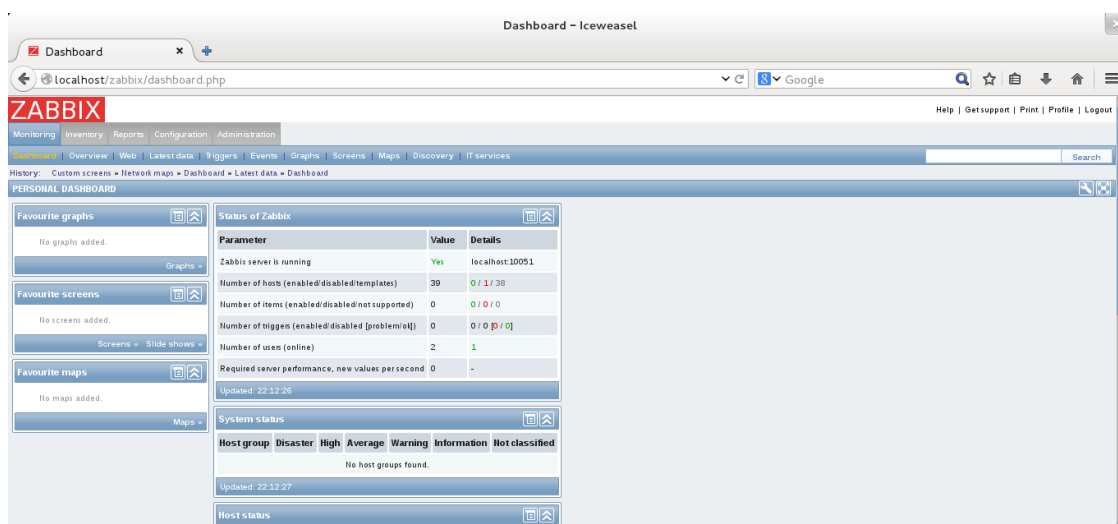 Dashboard - Iceweasel
Dashboard
localhost/zabbix/dashboard.php
Google
ZABBIX
Help | Get support | Print | Profile | Logout
Monitoring Inventory Reports Configuration Administration
Dashboard | Overview | Web | Latest data | Triggers | Events | Graphs | Screens | Maps | Discovery | IT services
Search
History: Custom screens » Network maps » Dashboard » Latest data » Dashboard
PERSONAL DASHBOARD
Favourite graphs
No graphs added.
Graphs »
Favourite screens
No screens added.
Screens » Slide shows »
Favourite maps
No maps added.
Maps »
Status of Zabbix
Parameter Value Details
Zabbix server is running Yes localhost:10051
Number of hosts (enabled/disabled/templates) 39 0 / 1 / 38
Number of items (enabled/disabled/not supported) 0 0 / 0 / 0
Number of triggers (enabled/disabled [problem/ok]) 0 0 / 0 [0 / 0]
Number of users (online) 2 1
Required server performance, new values per second 0 -
Updated: 22:12:26
System status
Host group Disaster High Average Warning Information Not classified
No host groups found.
Updated: 22:12:27
Host status